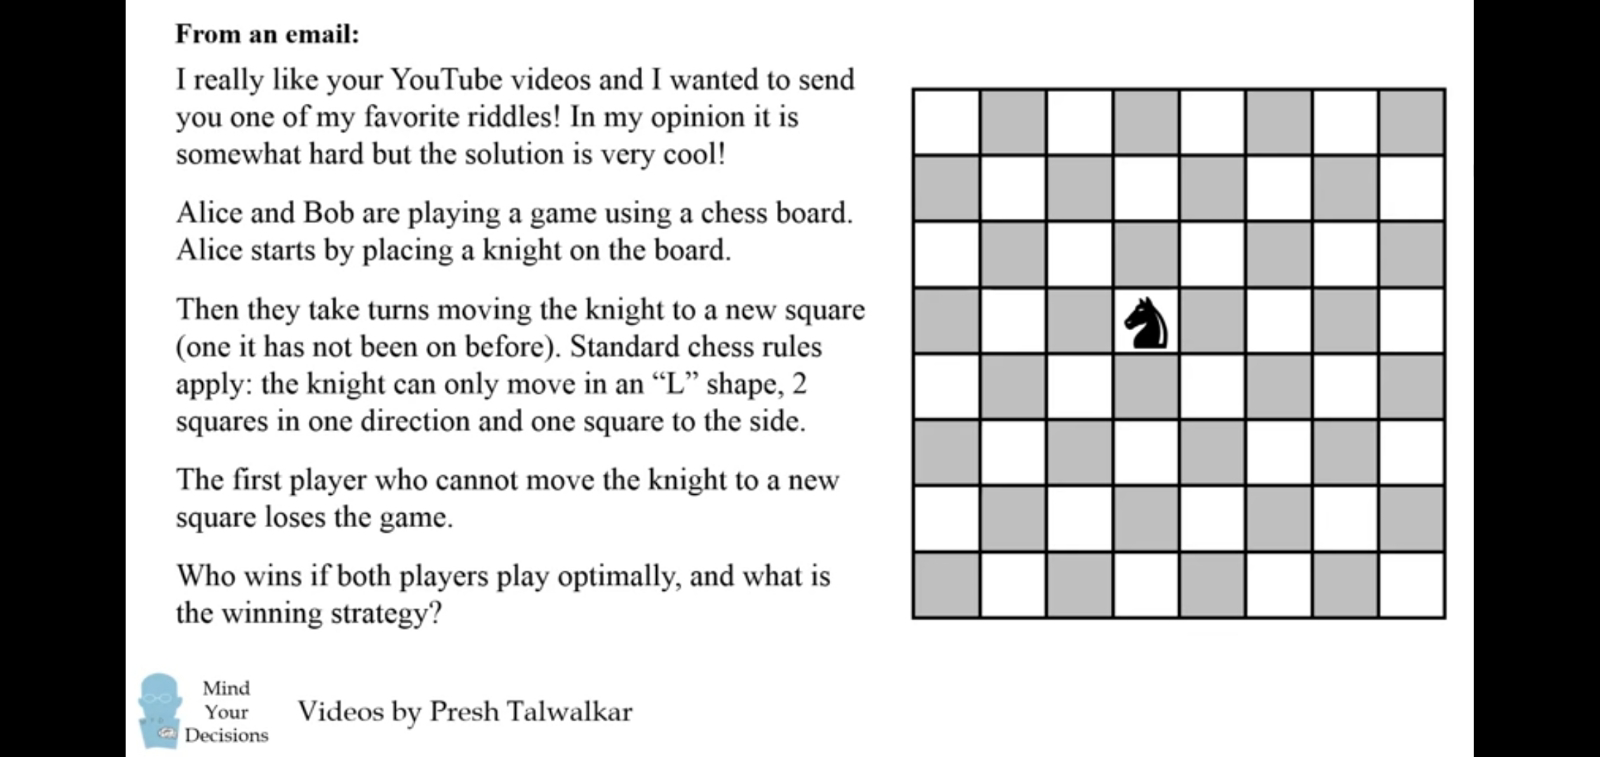 From an email:
I really like your YouTube videos and I wanted to send
you one of my favorite riddles! In my opinion it is
somewhat hard but the solution is very cool!
Alice and Bob are playing a game using a chess board.
Alice starts by placing a knight on the board.
Then they take turns moving the knight to a new square
(one it has not been on before). Standard chess rules
apply: the knight can only move in an “L” shape, 2
squares in one direction and one square to the side.
The first player who cannot move the knight to a new
square loses the game.
Who wins if both players play optimally, and what is
the winning strategy?
Mind
Your
Decisions
Videos by Presh Talwalkar